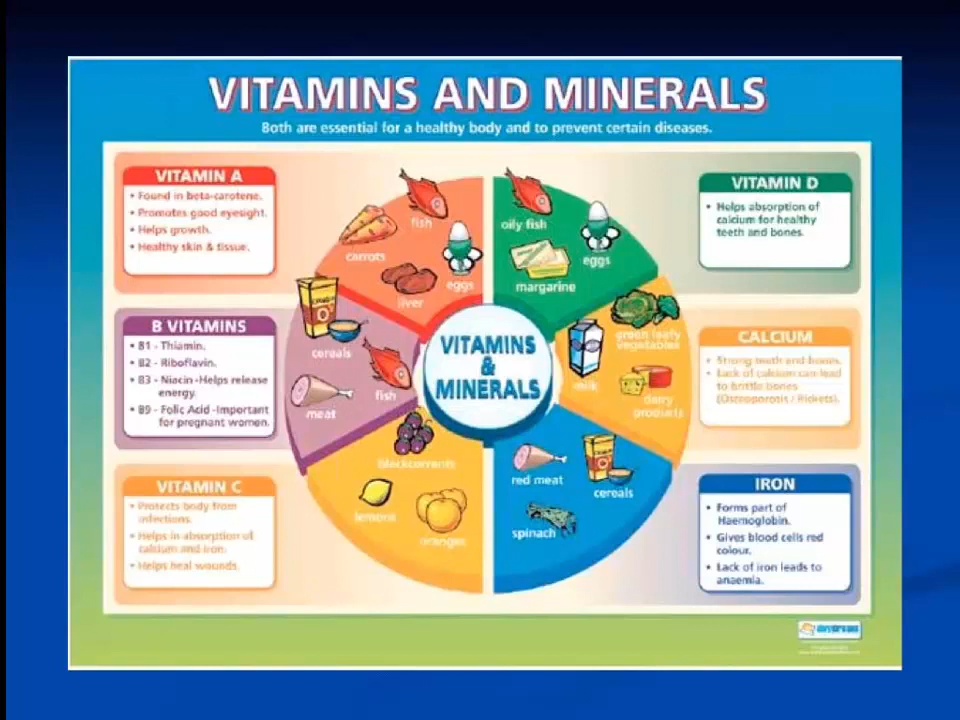 VITAMINS AND MINERALS
Both are essential for a healthy body and to prevent certain diseases.
VITAMIN A
• Found in beta-carotene.
• Promotes good eyesight.
• Helps growth.
• Healthy skin & tissue.
fish
carrots
eggs
liver
oily fish
eggs
margarine
VITAMIN D
• Helps absorption of
calcium for healthy
teeth and bones.
B VITAMINS
• B1 - Thiamin.
• B2 - Riboflavin.
• B3 - Niacin -Helps release
energy.
• B9 - Folic Acid -Important
for pregnant women.
cereals
fish
meat
VITAMINS
&
MINERALS
green leafy
vegetables
milk
dairy
products
CALCIUM
• Strong teeth and bones.
• Lack of calcium can lead
to brittle bones
(Osteoporosis / Rickets).
VITAMIN C
• Protects body from
infections.
• Helps in absorption of
calcium and iron.
• Helps heal wounds.
blackcurrants
lemons
oranges
red meat
cereals
spinach
IRON
• Forms part of
Haemoglobin.
• Gives blood cells red
colour.
• Lack of iron leads to
anaemia.
daydream